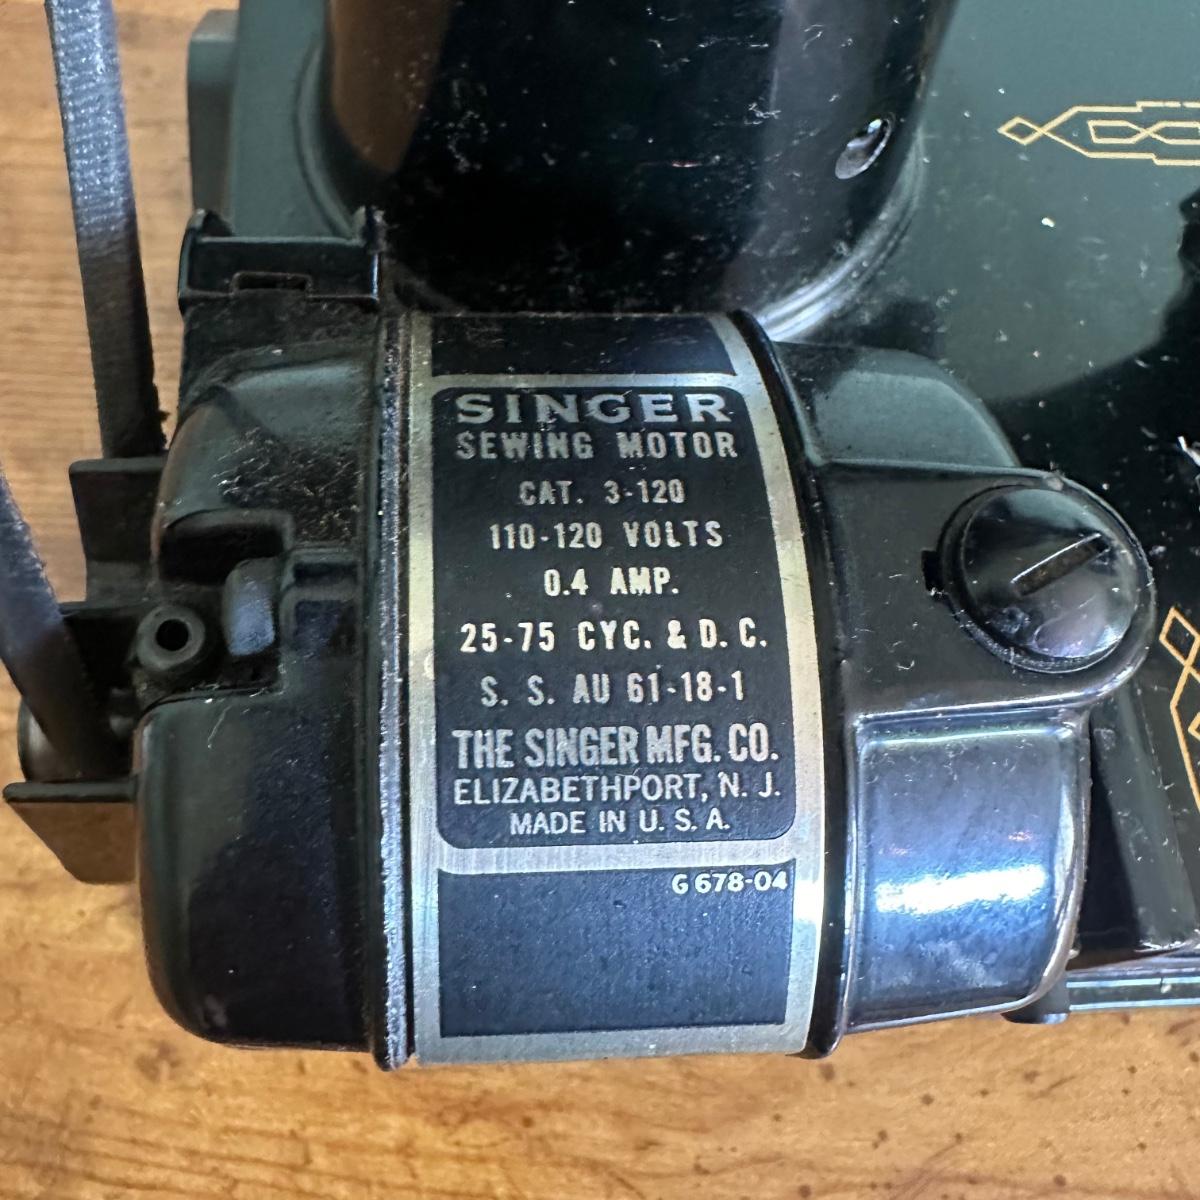 SINGER
SEWING MOTOR
CAT. 3-120
110-120 VOLTS
0.4 AMP.
25-75 CYC. & D. C.
S. S. AU 61-18-1
THE SINGER MFG. CO.
ELIZABETHPORT, N. J.
MADE IN U. S. A.
G 678-04